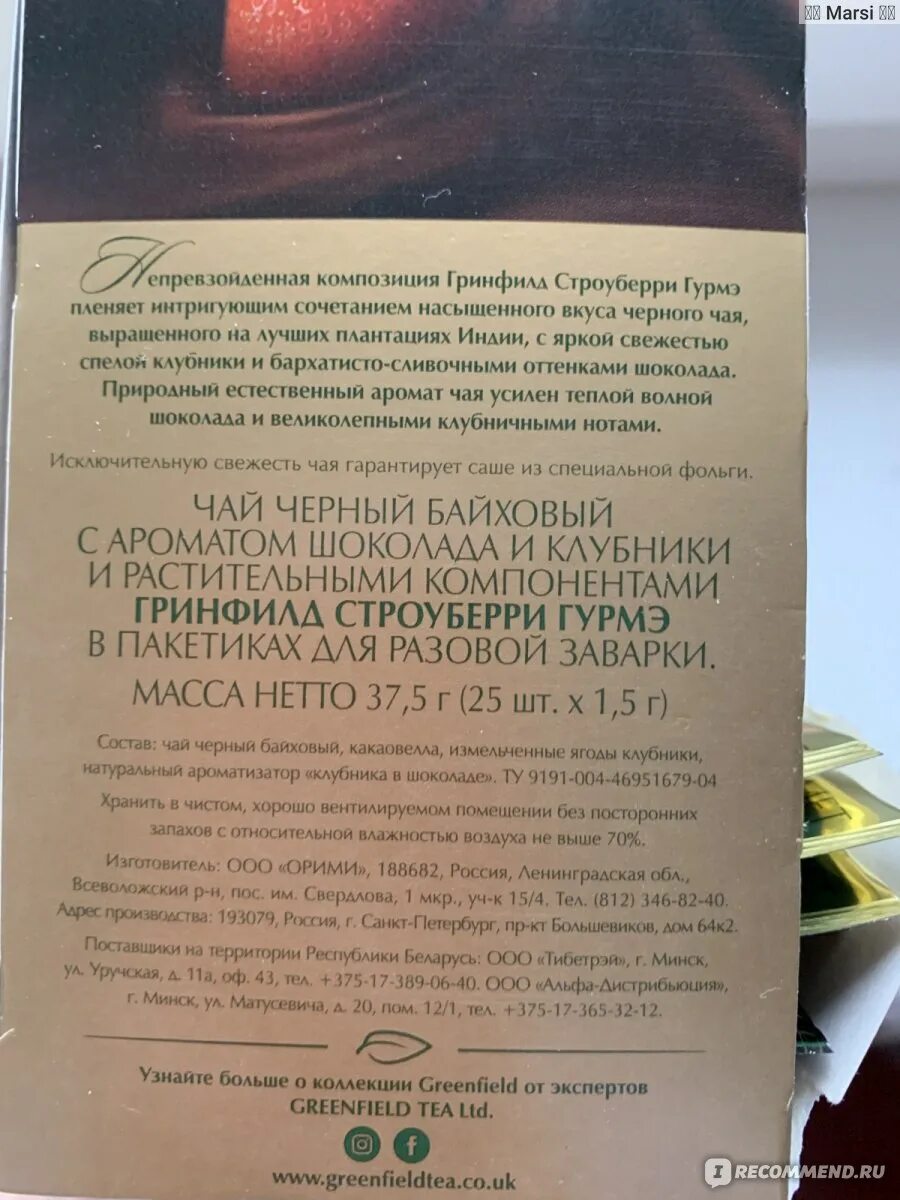 Marsi
Непревзойденная композиция Гринфилд Строуберри Гурмэ
пленяет интригующим сочетанием насыщенного вкуса черного чая,
выращенного на лучших плантациях Индии, с яркой свежестью
спелой клубники и бархатисто-сливочными оттенками шоколада.
Природный естественный аромат чая усилен теплой волной
шоколада и великолепными клубничными нотами.
Исключительную свежесть чая гарантирует саше из специальной фольги.
ЧАЙ ЧЕРНЫЙ БАЙХОВЫЙ
С АРОМАТОМ ШОКОЛАДА И КЛУБНИКИ
И РАСТИТЕЛЬНЫМИ КОМПОНЕНТАМИ
ГРИНФИЛД СТРОУБЕРРИ ГУРМЭ
В ПАКЕТИКАХ ДЛЯ РАЗОВОЙ ЗАВАРКИ.
МАССА НЕТТО 37,5 г (25 шт. х 1,5 г)
Состав: чай черный байховый, какаовелла, измельченные ягоды клубники,
натуральный ароматизатор «клубника в шоколаде». ТУ 9191-004-46951679-04
Хранить в чистом, хорошо вентилируемом помещении без посторонних
запахов с относительной влажностью воздуха не выше 70%.
Изготовитель: ООО «ОРИМИ», 188682, Россия, Ленинградская обл.,
Всеволожский р-н, пос. им. Свердлова, 1 мкр., уч-к 15/4. Тел. (812) 346-82-40.
Адрес производства: 193079, Россия, г. Санкт-Петербург, пр-кт Большевиков, дом 64к2.
Поставщики на территории Республики Беларусь: ООО «Тибетрэй», г. Минск,
ул. Уручская, д. 11а, оф. 43, тел. +375-17-389-06-40. ООО «Альфа-Дистрибьюция»,
г. Минск, ул. Матусевича, д. 20, пом. 12/1, тел. +375-17-365-32-12.
Узнайте больше о коллекции Greenfield от экспертов
GREENFIELD TEA Ltd.
www.greenfieldtea.co.uk
IRECOMMEND.RU